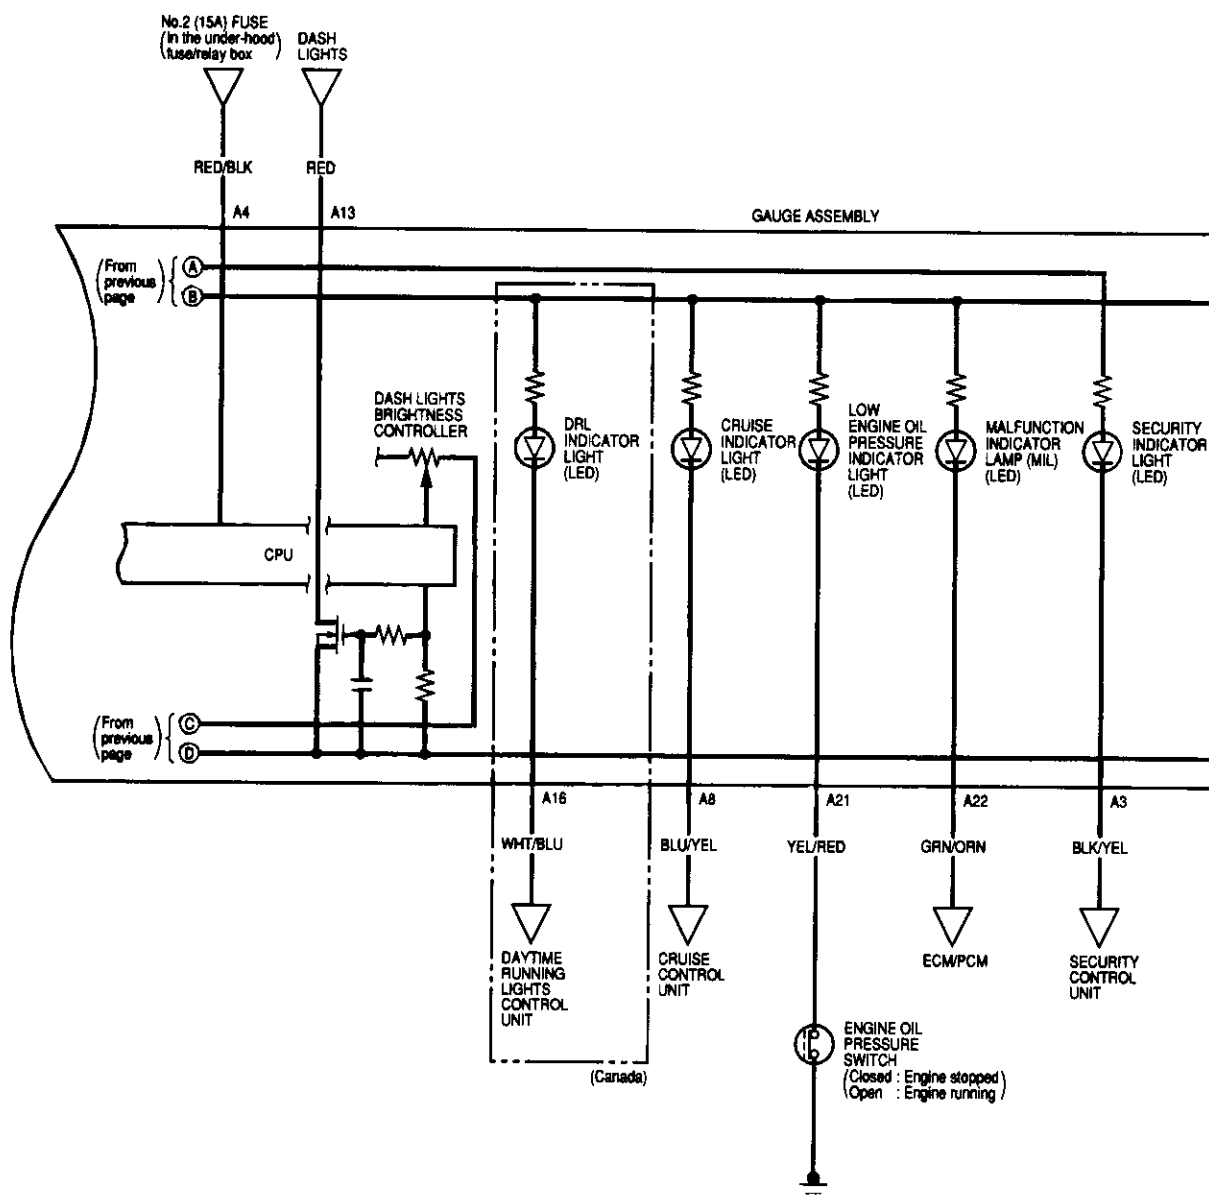 No.2 (15A) FUSE
(In the under-hood)
fuse/relay box
DASH
LIGHTS
RED/BLK
RED
A4
A13
GAUGE ASSEMBLY
(From
previous
page)
A
B
DASH LIGHTS
BRIGHTNESS
CONTROLLER
DRL
INDICATOR
LIGHT
(LED)
CRUISE
INDICATOR
LIGHT
(LED)
LOW
ENGINE OIL
PRESSURE
INDICATOR
LIGHT
(LED)
MALFUNCTION
INDICATOR
LAMP (MIL)
(LED)
SECURITY
INDICATOR
LIGHT
(LED)
CPU
(From
previous
page)
C
D
A16
A8
A21
A22
A3
WHT/BLU
BLU/YEL
YEL/RED
GRN/ORN
BLK/YEL
DAYTIME
RUNNING
LIGHTS
CONTROL
UNIT
CRUISE
CONTROL
UNIT
ECM/PCM
SECURITY
CONTROL
UNIT
ENGINE OIL
PRESSURE
SWITCH
(Closed : Engine stopped)
(Open : Engine running)
(Canada)